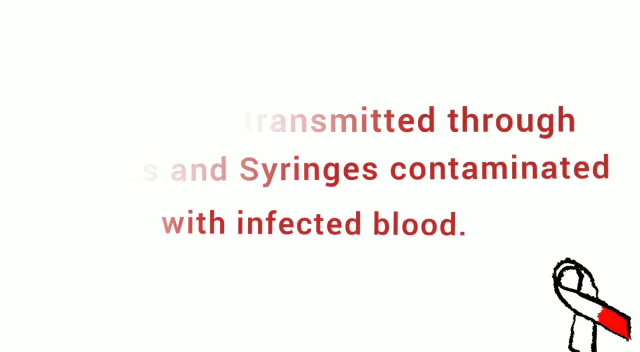 transmitted through
and Syringes contaminated
with infected blood.